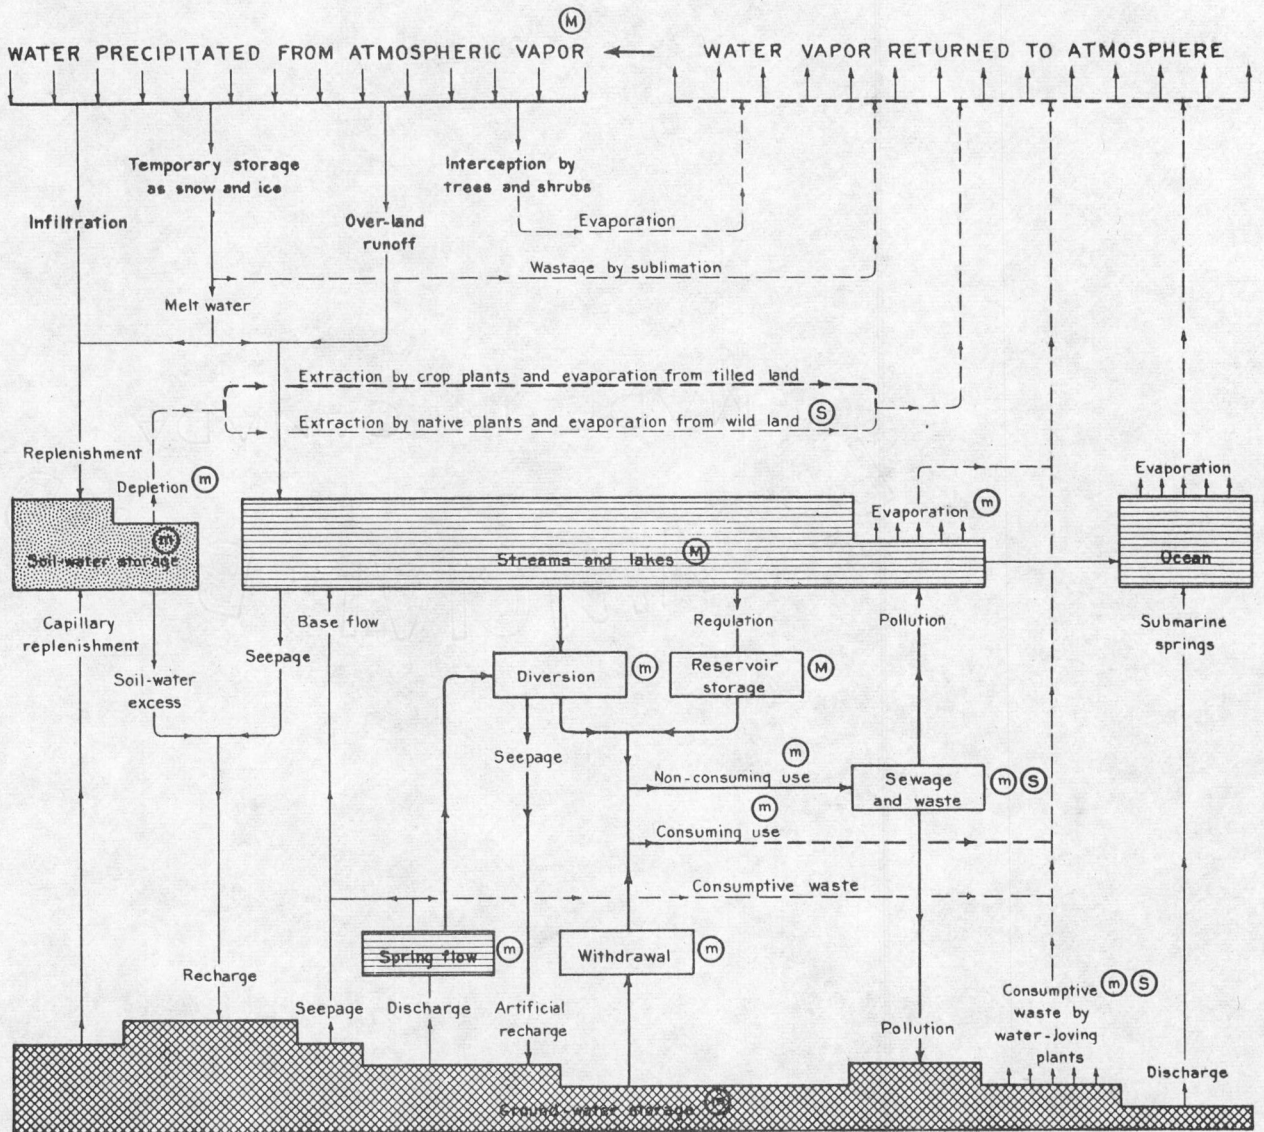 Ⓜ
WATER PRECIPITATED FROM ATMOSPHERIC VAPOR
WATER VAPOR RETURNED TO ATMOSPHERE
Temporary storage
as snow and ice
Interception by
trees and shrubs
Infiltration
Over-land
runoff
Evaporation
Wastage by sublimation
Melt water
Extraction by crop plants and evaporation from tilled land
Extraction by native plants and evaporation from wild land Ⓢ
Replenishment
Depletion ⓜ
Evaporation
Evaporation ⓜ
ⓜ
Soil-water storage
Streams and lakes Ⓜ
Ocean
Capillary
replenishment
Base flow
Regulation
Pollution
Submarine
springs
Seepage
Soil-water
excess
Diversion ⓜ
Reservoir
storage Ⓜ
Seepage
ⓜ
Non-consuming use
Sewage
and waste ⓜ Ⓢ
ⓜ
Consuming use
Consumptive waste
Spring flow ⓜ
Withdrawal ⓜ
Recharge
Seepage
Discharge
Artificial
recharge
Pollution
Consumptive ⓜ Ⓢ
waste by
water-loving
plants
Discharge
Ground-water storage ⓜ